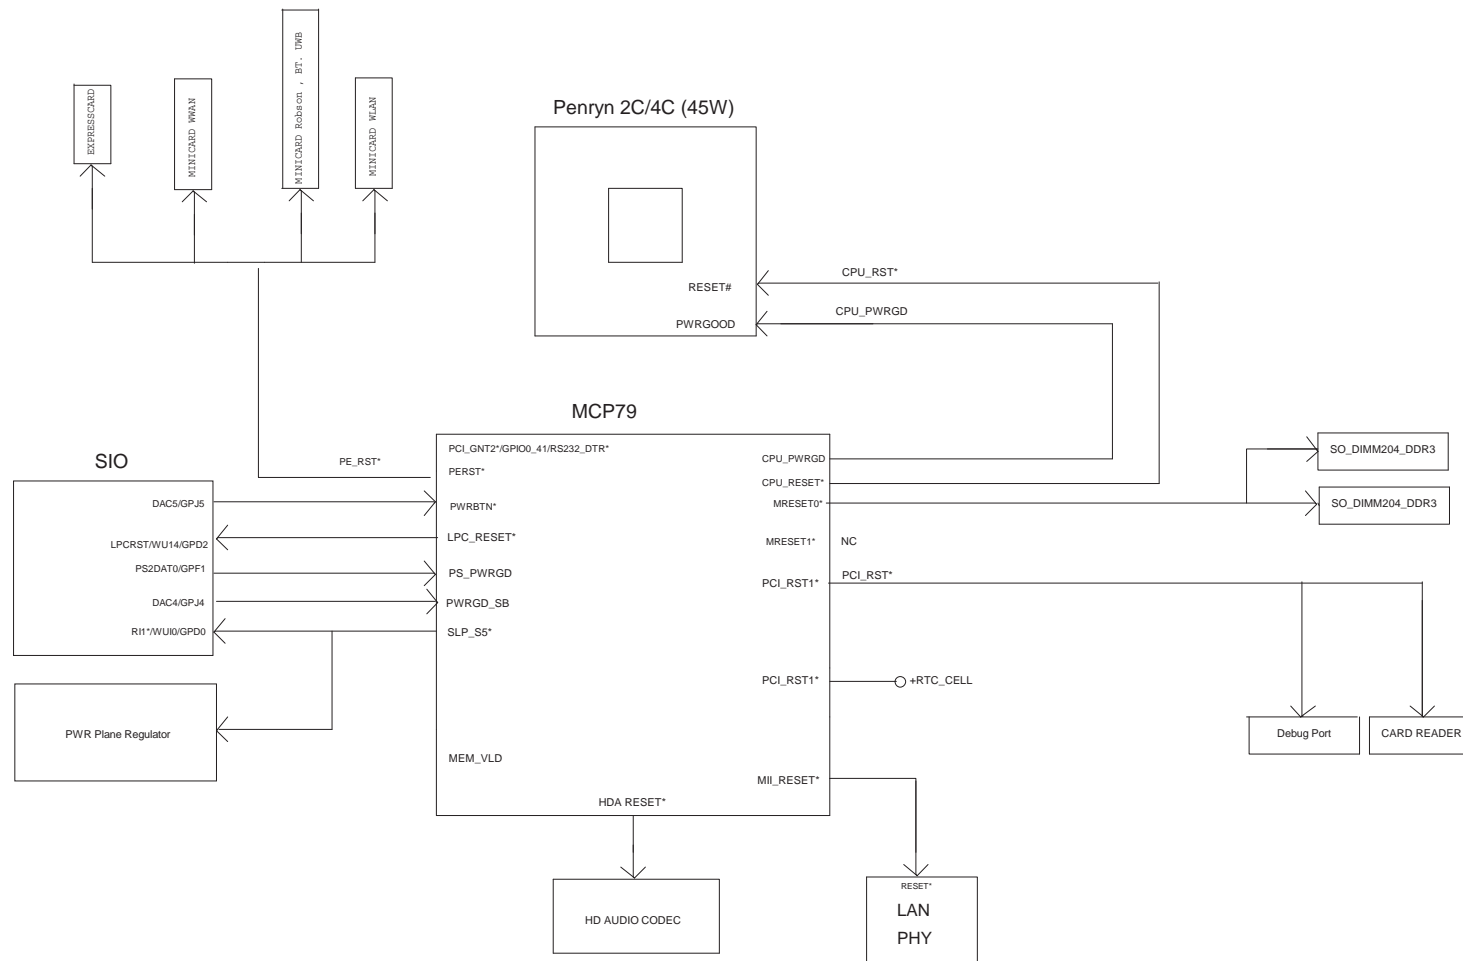 EXPRESSCARD
MINICARD WWAN
MINICARD Robson , BT. UWB
MINICARD WLAN
Penryn 2C/4C (45W)
RESET#
PWRGOOD
CPU_RST*
CPU_PWRGD
MCP79
PCI_GNT2*/GPIO0_41/RS232_DTR*
PERST*
PWRBTN*
LPC_RESET*
PS_PWRGD
PWRGD_SB
SLP_S5*
MEM_VLD
HDA RESET*
CPU_PWRGD
CPU_RESET*
MRESET0*
MRESET1*
NC
PCI_RST1*
PCI_RST*
PCI_RST1*
+RTC_CELL
MII_RESET*
PE_RST*
SIO
DAC5/GPJ5
LPCRST/WU14/GPD2
PS2DAT0/GPF1
DAC4/GPJ4
RI1*/WUI0/GPD0
PWR Plane Regulator
SO_DIMM204_DDR3
SO_DIMM204_DDR3
Debug Port
CARD READER
HD AUDIO CODEC
RESET*
LAN
PHY